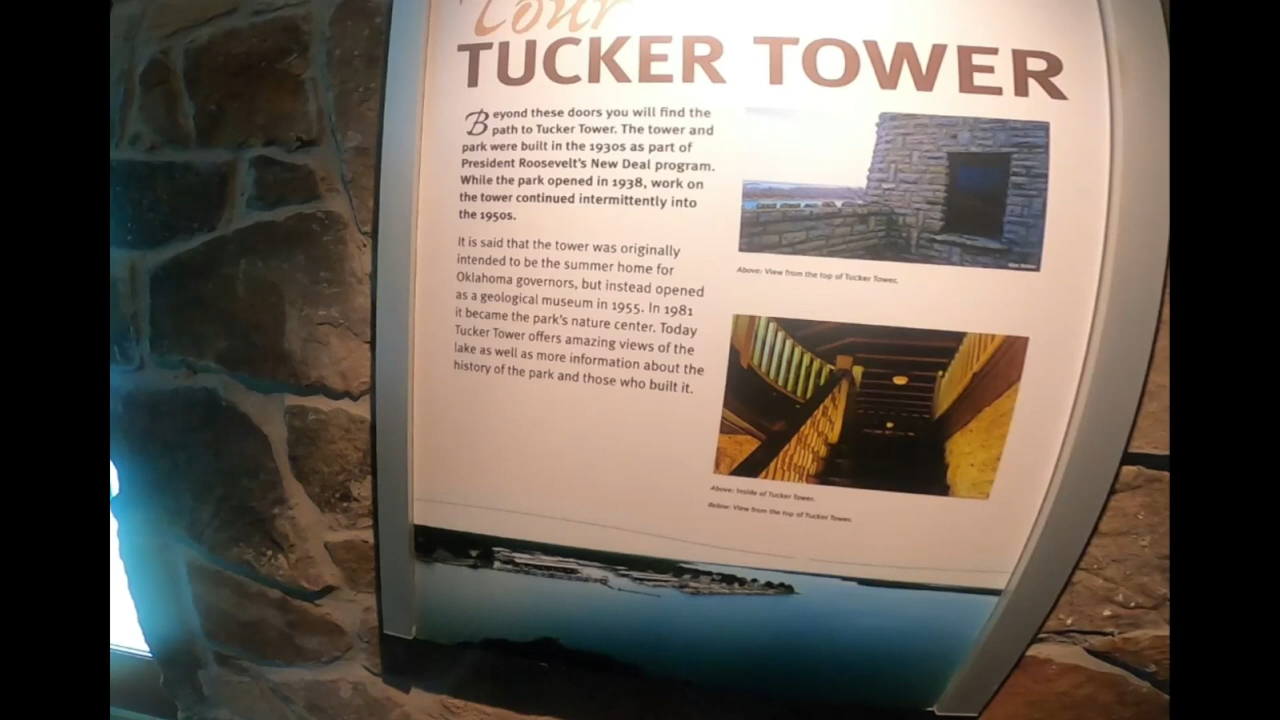 Tour
TUCKER TOWER
Beyond these doors you will find the
path to Tucker Tower. The tower and
park were built in the 1930s as part of
President Roosevelt's New Deal program.
While the park opened in 1938, work on
the tower continued intermittently into
the 1950s.
It is said that the tower was originally
intended to be the summer home for
Oklahoma governors, but instead opened
as a geological museum in 1955. In 1981
it became the park's nature center. Today
Tucker Tower offers amazing views of the
lake as well as more information about the
history of the park and those who built it.
Above: View from the top of Tucker Tower.
Above: Inside of Tucker Tower.
Below: View from the top of Tucker Tower.